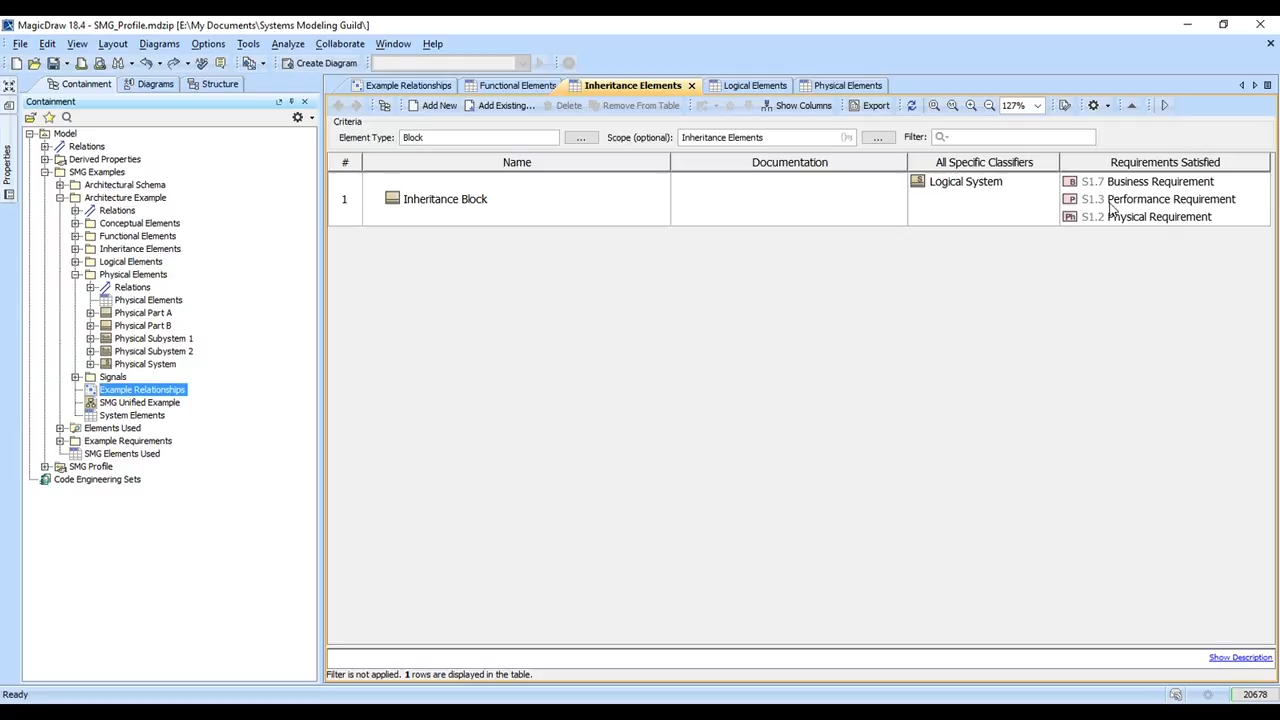 MagicDraw 18.4 - SMG_Profile.mdzip [E:\My Documents\Systems Modeling Guild\]
File Edit View Layout Diagrams Options Tools Analyze Collaborate Window Help
Create Diagram
Containment Diagrams Structure
Containment
Properties
Model
Relations
Derived Properties
SMG Examples
Architectural Schema
Architecture Example
Relations
Conceptual Elements
Functional Elements
Inheritance Elements
Logical Elements
Physical Elements
Relations
Physical Elements
Physical Part A
Physical Part B
Physical Subystem 1
Physical Subystem 2
Physical System
Signals
Example Relationships
SMG Unified Example
System Elements
Elements Used
Example Requirements
SMG Elements Used
SMG Profile
Code Engineering Sets
Example Relationships Functional Elements Inheritance Elements Logical Elements Physical Elements
Add New Add Existing... Delete Remove From Table Show Columns Export 127%
Criteria
Element Type: Block ... Scope (optional): Inheritance Elements ... Filter:
# Name Documentation All Specific Classifiers Requirements Satisfied
1 Inheritance Block Logical System
B S1.7 Business Requirement
P S1.3 Performance Requirement
Ph S1.2 Physical Requirement
Show Description
Filter is not applied. 1 rows are displayed in the table.
Ready 20678